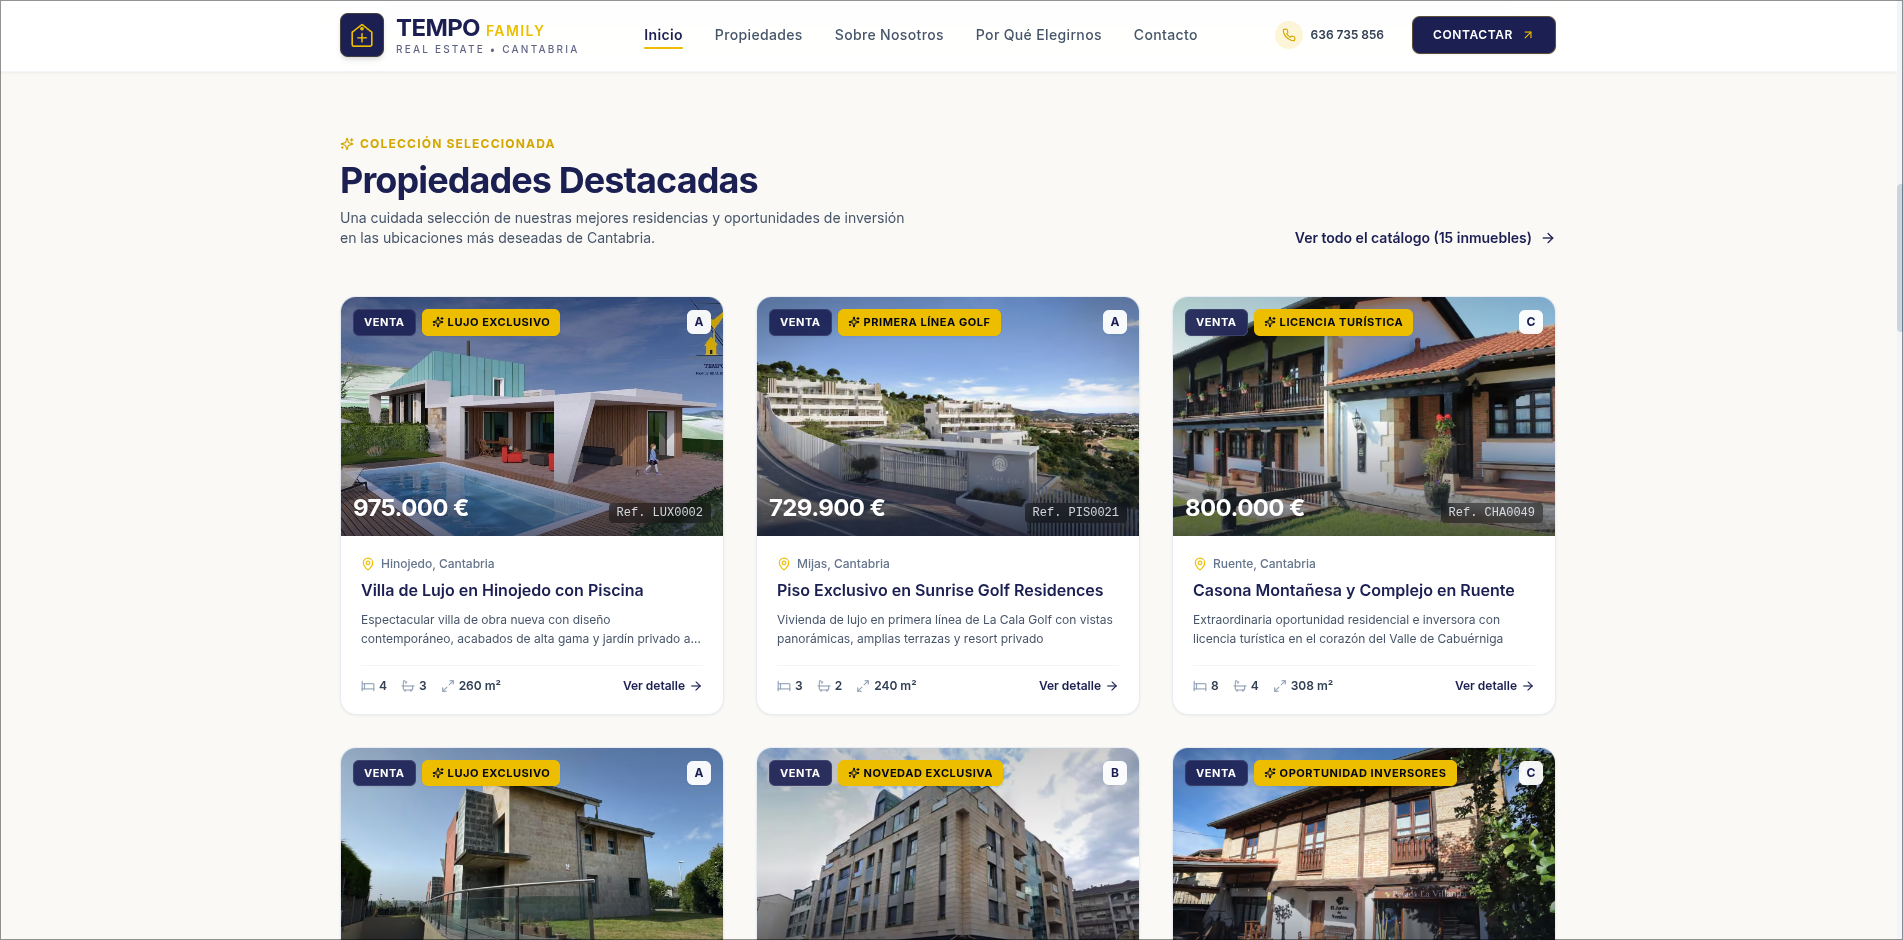 TEMPO FAMILY
REAL ESTATE • CANTABRIA
Inicio
Propiedades
Sobre Nosotros
Por Qué Elegirnos
Contacto
636 735 856
CONTACTAR
COLECCIÓN SELECCIONADA
Propiedades Destacadas
Una cuidada selección de nuestras mejores residencias y oportunidades de inversión
en las ubicaciones más deseadas de Cantabria.
Ver todo el catálogo (15 inmuebles)
VENTA
LUJO EXCLUSIVO
A
TEMPO
975.000 €
Ref. LUX0002
Hinojedo, Cantabria
Villa de Lujo en Hinojedo con Piscina
Espectacular villa de obra nueva con diseño
contemporáneo, acabados de alta gama y jardín privado a...
4
3
260 m²
Ver detalle
VENTA
PRIMERA LÍNEA GOLF
A
729.900 €
Ref. PIS0021
Mijas, Cantabria
Piso Exclusivo en Sunrise Golf Residences
Vivienda de lujo en primera línea de La Cala Golf con vistas
panorámicas, amplias terrazas y resort privado
3
2
240 m²
Ver detalle
VENTA
LICENCIA TURÍSTICA
C
800.000 €
Ref. CHA0049
Ruente, Cantabria
Casona Montañesa y Complejo en Ruente
Extraordinaria oportunidad residencial e inversora con
licencia turística en el corazón del Valle de Cabuérniga
8
4
308 m²
Ver detalle
VENTA
LUJO EXCLUSIVO
A
VENTA
NOVEDAD EXCLUSIVA
B
VENTA
OPORTUNIDAD INVERSORES
C